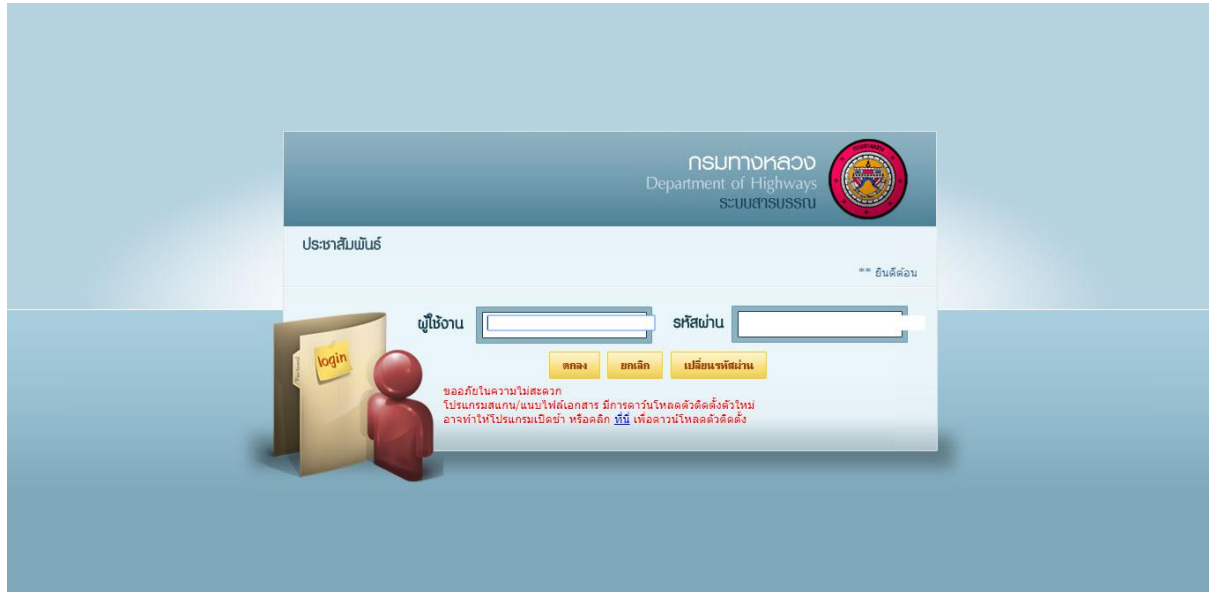 กรมทางหลวง
Department of Highways
ระบบสารบรรณ
ประชาสัมพันธ์
** ยินดีต้อน
ผู้ใช้งาน รหัสผ่าน
login
ตกลง ยกเลิก เปลี่ยนรหัสผ่าน
ขออภัยในความไม่สะดวก
โปรแกรมสแกน/แนบไฟล์เอกสาร มีการดาวน์โหลดตัวติดตั้งตัวใหม่
อาจทำให้โปรแกรมเปิดช้า หรือคลิก ที่นี่ เพื่อดาวน์โหลดตัวติดตั้ง